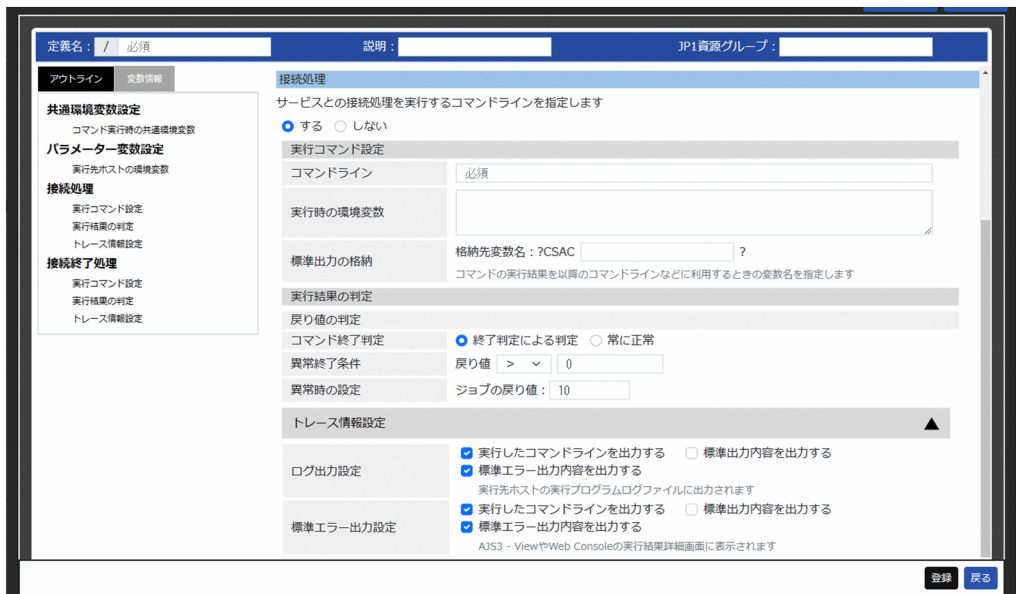 定義名： / 必須 説明： JP1資源グループ：
アウトライン 変数情報
共通環境変数設定
コマンド実行時の共通環境変数
パラメーター変数設定
実行先ホストの環境変数
接続処理
実行コマンド設定
実行結果の判定
トレース情報設定
接続終了処理
実行コマンド設定
実行結果の判定
トレース情報設定
接続処理
サービスとの接続処理を実行するコマンドラインを指定します
する しない
実行コマンド設定
コマンドライン 必須
実行時の環境変数
標準出力の格納 格納先変数名：?CSAC ?
コマンドの実行結果を以降のコマンドラインなどに利用するときの変数名を指定します
実行結果の判定
戻り値の判定
コマンド終了判定 終了判定による判定 常に正常
異常終了条件 戻り値 > 0
異常時の設定 ジョブの戻り値： 10
トレース情報設定 ▲
ログ出力設定 実行したコマンドラインを出力する 標準出力内容を出力する
標準エラー出力内容を出力する
実行先ホストの実行プログラムログファイルに出力されます
標準エラー出力設定 実行したコマンドラインを出力する 標準出力内容を出力する
標準エラー出力内容を出力する
AJS3 - ViewやWeb Consoleの実行結果詳細画面に表示されます
登録 戻る